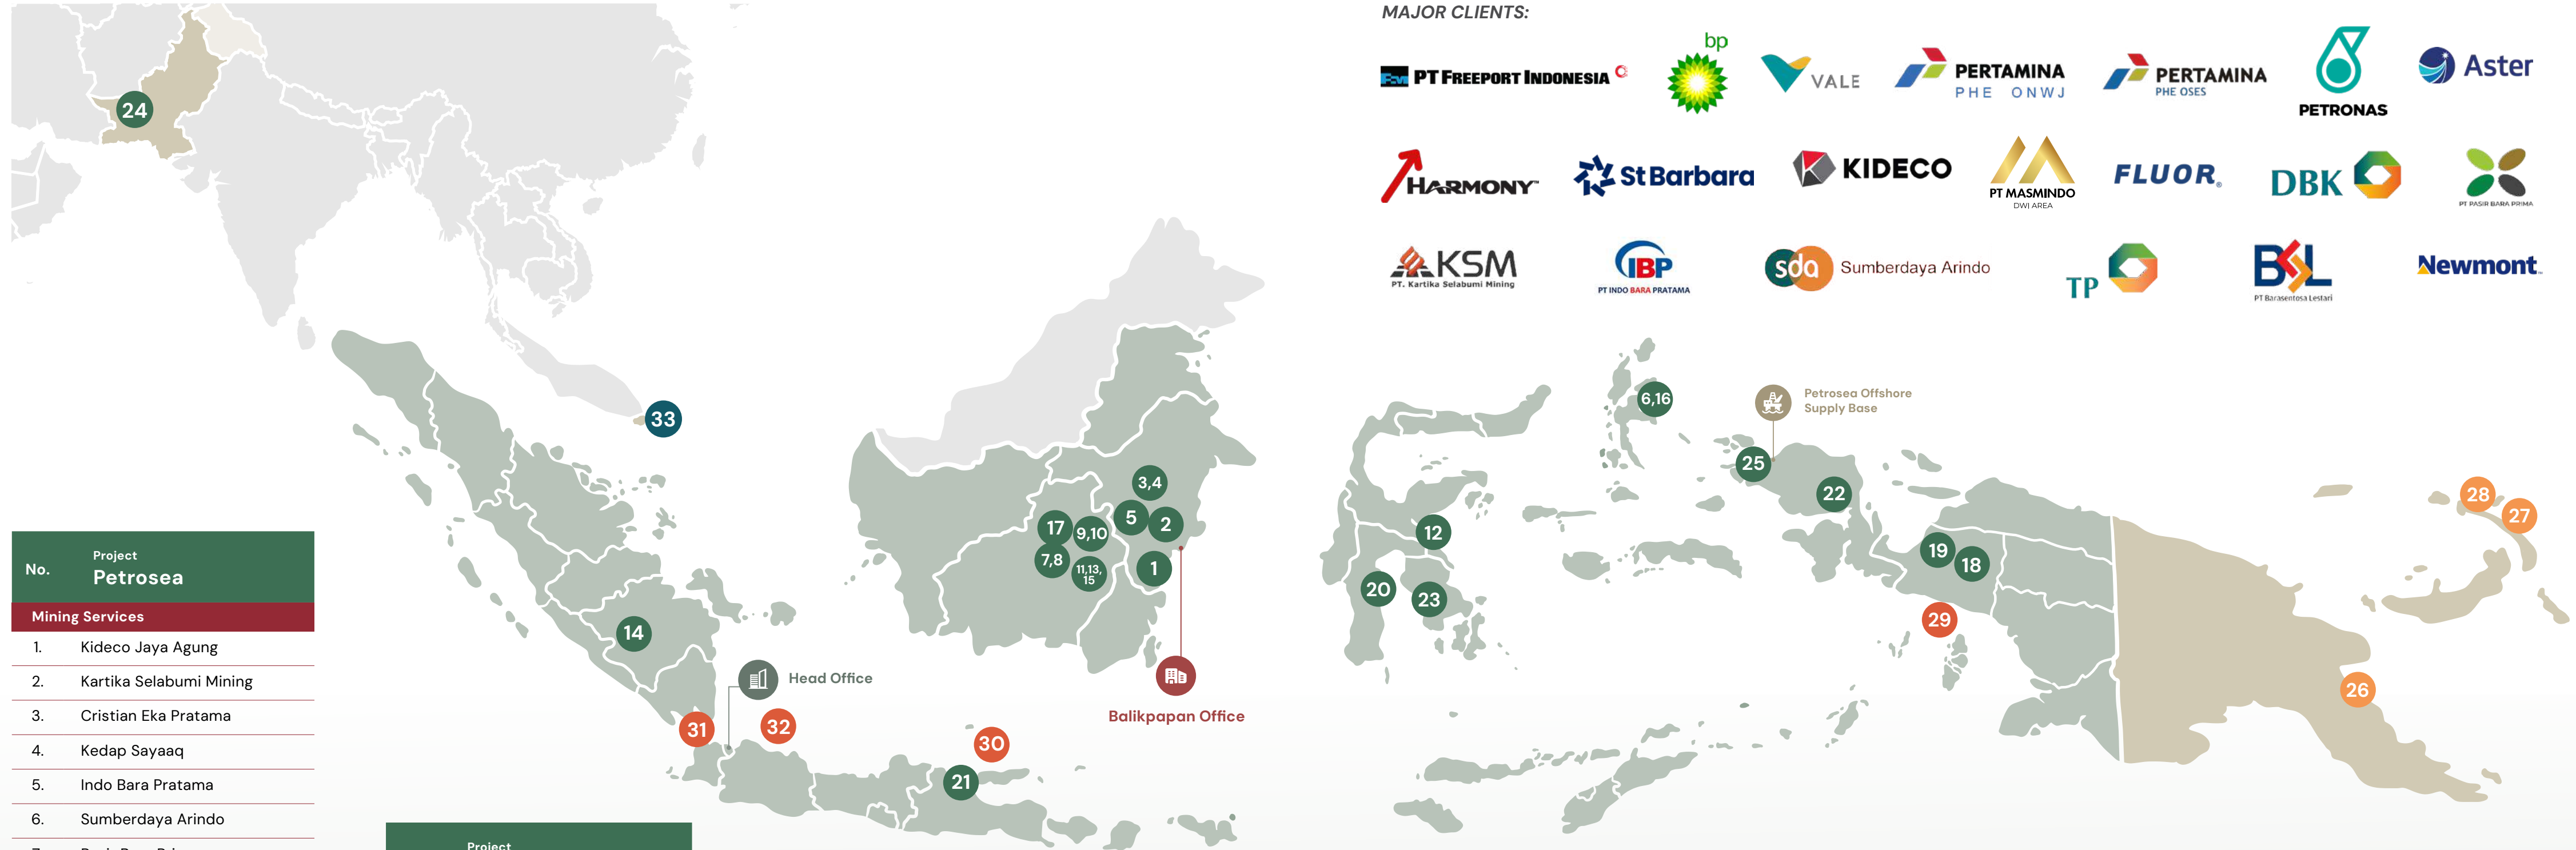 MAJOR CLIENTS:
PT FREEPORT INDONESIA
bp
VALE
PERTAMINA
PHE ONWJ
PERTAMINA
PHE OSES
PETRONAS
Aster
HARMONY™
St Barbara
KIDECO
PT MASMINDO
DWI AREA
FLUOR®
DBK
PT PASIR BARA PRIMA
KSM
PT. Kartika Selabumi Mining
IBP
PT INDO BARA PRATAMA
sda Sumberdaya Arindo
TP
BSL
PT Barasentosa Lestari
Newmont™
24
33
6,16
Petrosea Offshore
Supply Base
25
22
3,4
5
2
17
9,10
7,8
11,13,
15
1
12
20
23
19
18
29
28
27
26
14
Head Office
31
32
30
21
Balikpapan Office
No.
Project
Petrosea
Mining Services
1. Kideco Jaya Agung
2. Kartika Selabumi Mining
3. Cristian Eka Pratama
4. Kedap Sayaaq
5. Indo Bara Pratama
6. Sumberdaya Arindo
Project